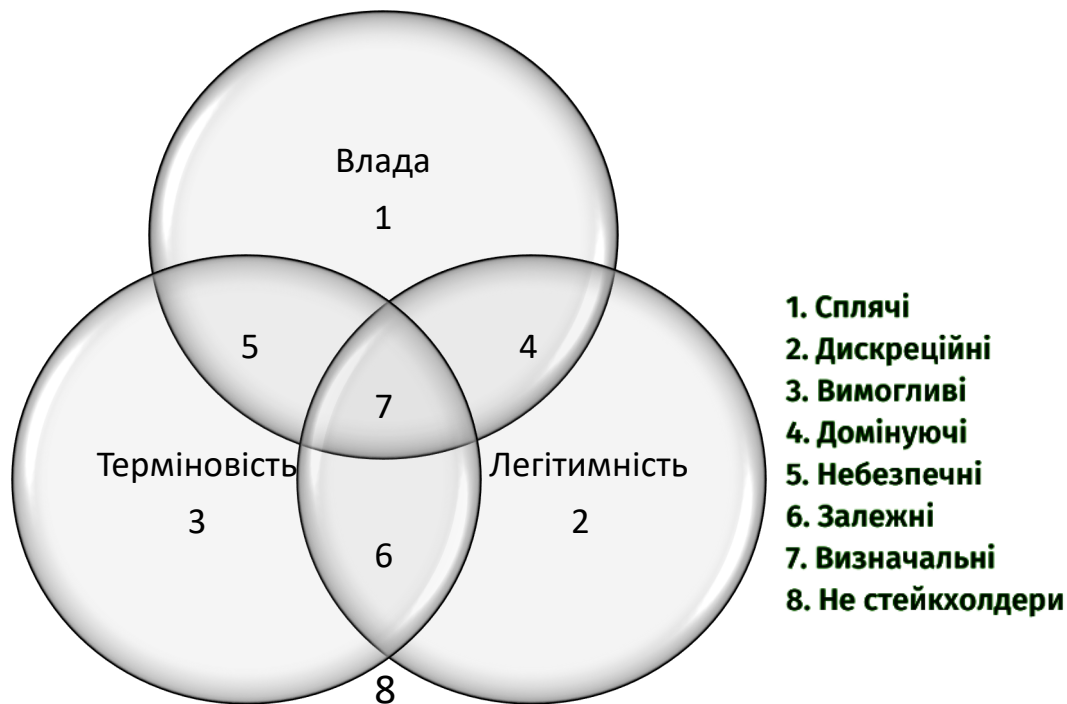 Влада
1
5
4
7
Терміновість
Легітимність
3
2
6
8
1. Сплячі
2. Дискреційні
3. Вимогливі
4. Домінуючі
5. Небезпечні
6. Залежні
7. Визначальні
8. Не стейкхолдери